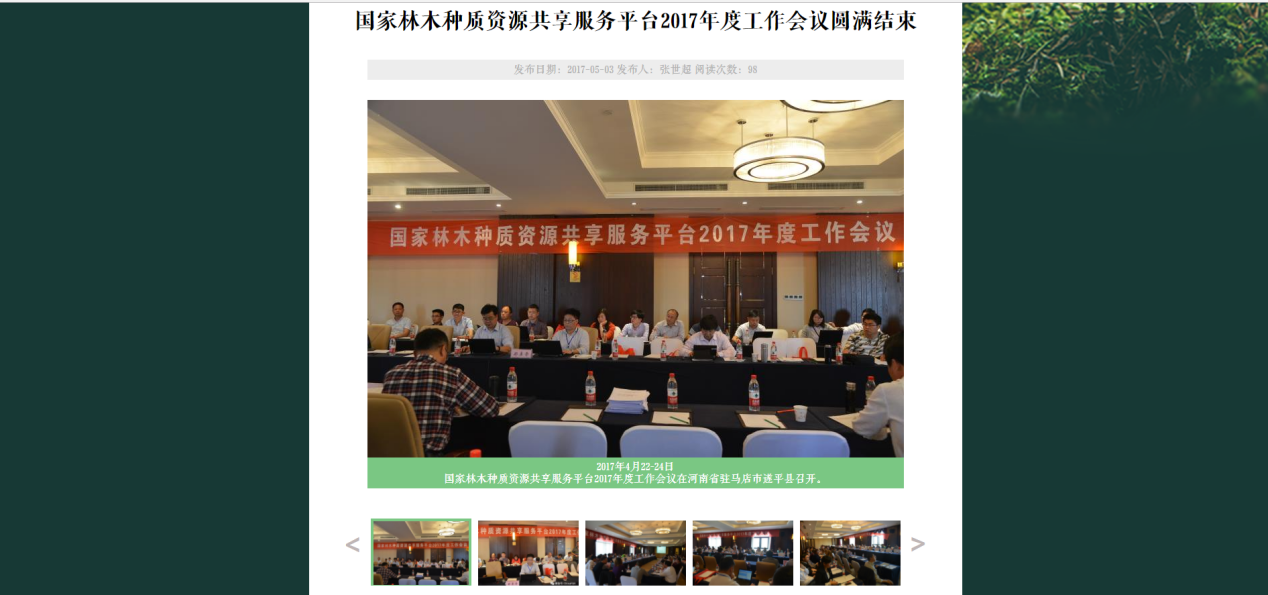 国家林木种质资源共享服务平台2017年度工作会议圆满结束
发布日期：2017-05-03 发布人：张世超 阅读次数：98
国家林木种质资源共享服务平台2017年度工作会议
2017年4月22-24日
国家林木种质资源共享服务平台2017年度工作会议在河南省驻马店市遂平县召开。
<
>